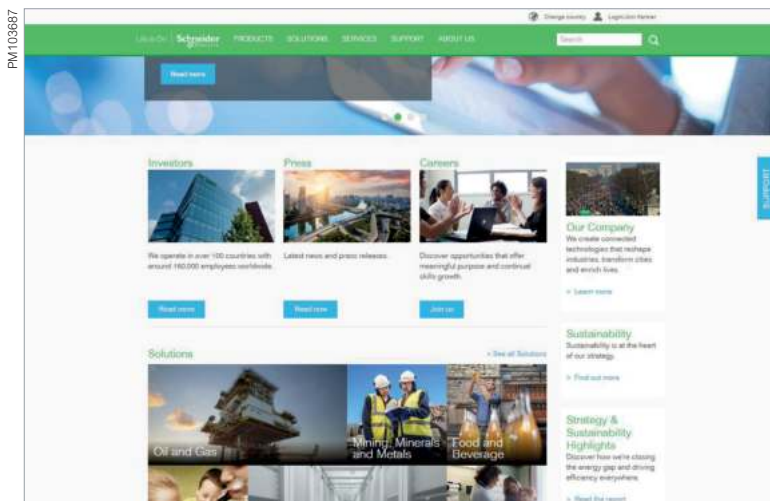 PM103687
Change country Login/Join Partner
Life Is On Schneider Electric PRODUCTS SOLUTIONS SERVICES SUPPORT ABOUT US Search
Read more
SUPPORT
Investors Press Careers
We operate in over 100 countries with
around 160,000 employees worldwide.
Latest news and press releases.
Discover opportunities that offer
meaningful purpose and continual
skills growth.
Read more Read now Join us
Our Company
We create connected
technologies that reshape
industries, transform cities
and enrich lives.
> Learn more
Solutions > See all Solutions
Oil and Gas
Mining, Minerals
and Metals
Food and
Beverage
Sustainability
Sustainability is at the heart
of our strategy.
> Find out more
Strategy &
Sustainability
Highlights
Discover how we're closing
the energy gap and driving
efficiency everywhere.
> Read the report